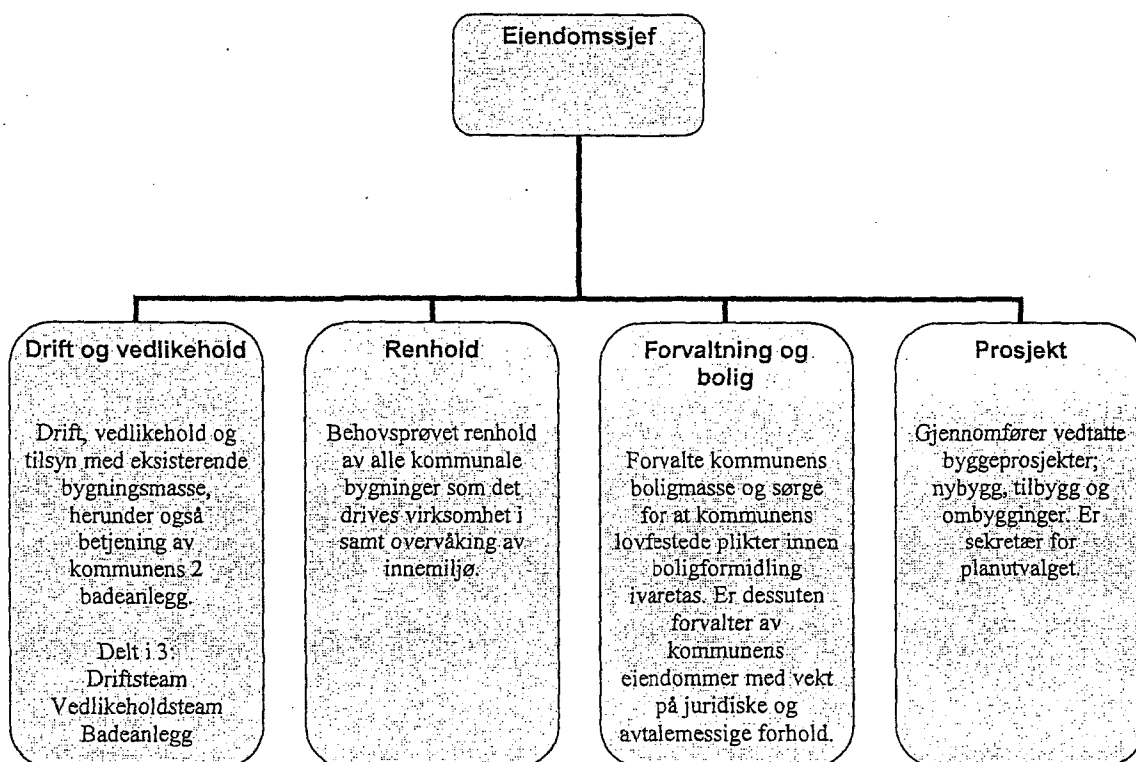 Eiendomssjef
Drift og vedlikehold
Drift, vedlikehold og
tilsyn med eksisterende
bygningsmasse,
herunder også
betjening av
kommunens 2
badeanlegg.
Delt i 3:
Driftsteam
Vedlikeholdsteam
Badeanlegg
Renhold
Behovsprøvet renhold
av alle kommunale
bygninger som det
drives virksomhet i
samt overvåking av
innemiljø.
Forvaltning og
bolig
Forvalte kommunens
boligmasse og sørge
for at kommunens
lovfestede plikter innen
boligformidling
ivaretas. Er dessuten
forvalter av
kommunens
eiendommer med vekt
på juridiske og
avtalemessige forhold.
Prosjekt
Gjennomfører vedtatte
byggeprosjekter;
nybygg, tilbygg og
ombygginger. Er
sekretær for
planutvalget.